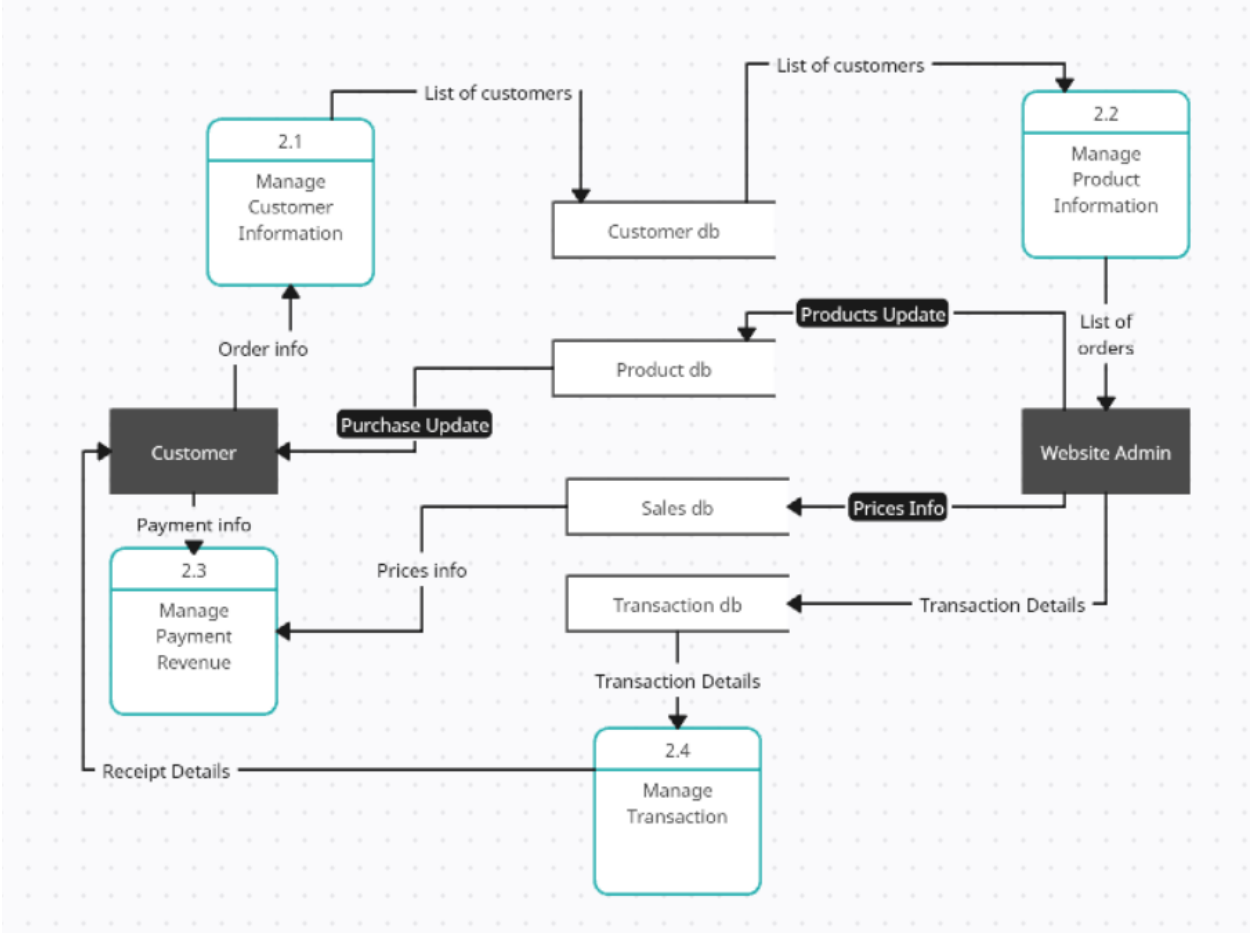 List of customers
List of customers
2.1
Manage
Customer
Information
2.2
Manage
Product
Information
Customer db
Products Update
List of
orders
Order info
Product db
Purchase Update
Customer
Website Admin
Sales db
Prices Info
Payment info
2.3
Manage
Payment
Revenue
Prices info
Transaction db
Transaction Details
Transaction Details
2.4
Manage
Transaction
Receipt Details